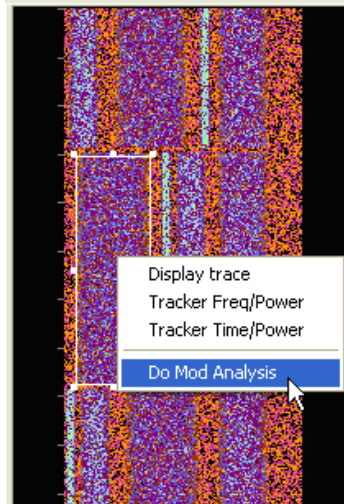 Display trace
Tracker Freq/Power
Tracker Time/Power
Do Mod Analysis